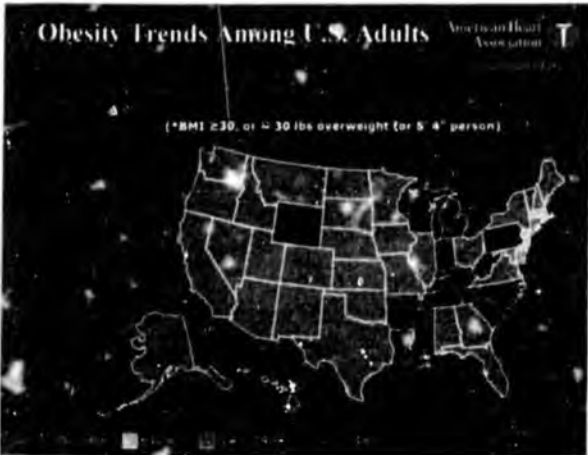 Obesity Trends Among U.S. Adults
American Heart
Association
(*BMI ≥30, or ~ 30 lbs overweight for 5' 4" person)